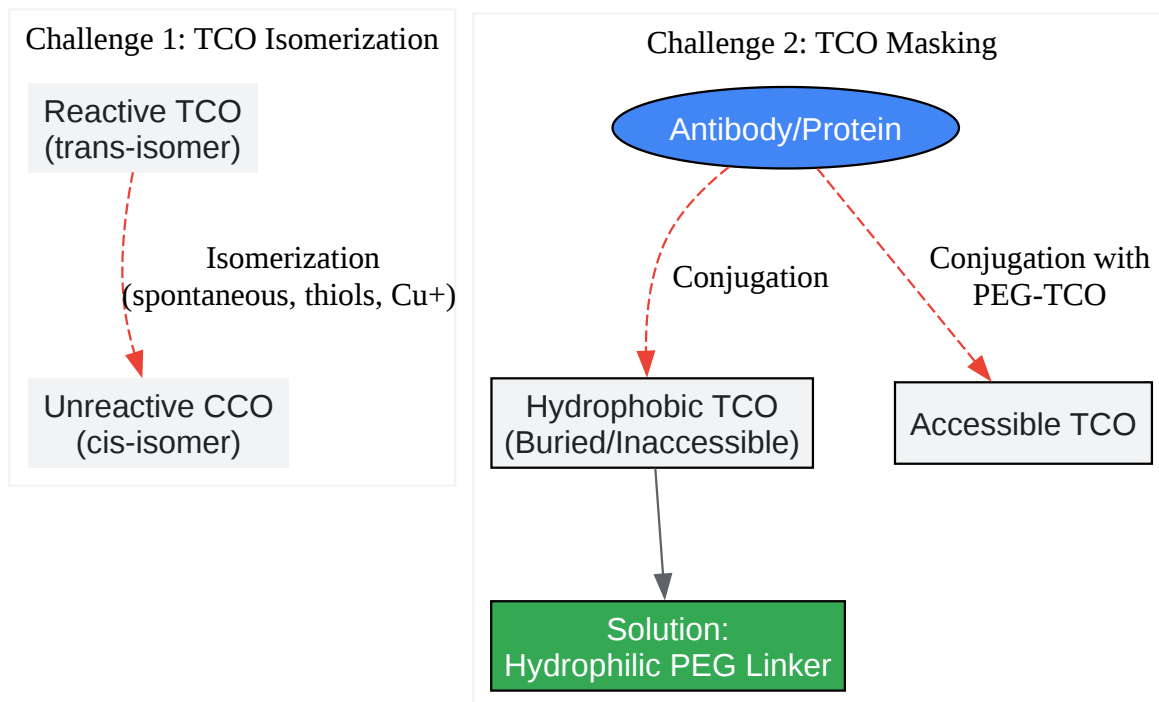 Challenge 1: TCO Isomerization
Reactive TCO
(trans-isomer)
Isomerization
(spontaneous, thiols, Cu+)
Unreactive CCO
(cis-isomer)
Challenge 2: TCO Masking
Antibody/Protein
Conjugation
Conjugation with
PEG-TCO
Hydrophobic TCO
(Buried/Inaccessible)
Accessible TCO
Solution:
Hydrophilic PEG Linker